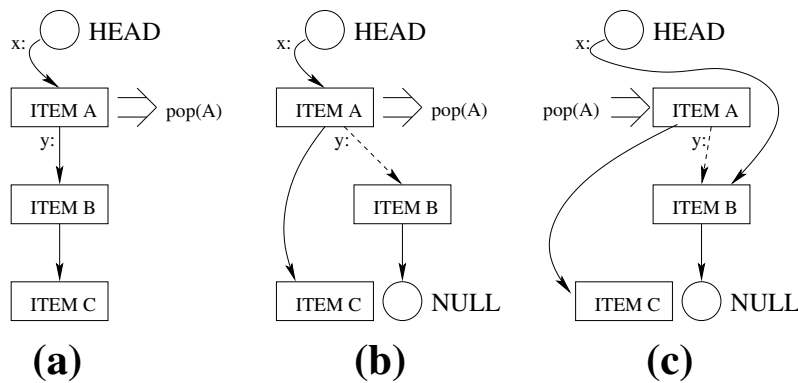 HEAD
x:
ITEM A
pop(A)
y:
ITEM B
ITEM C
(a)
HEAD
x:
ITEM A
pop(A)
y:
ITEM B
ITEM C
NULL
(b)
HEAD
x:
pop(A)
ITEM A
y:
ITEM B
ITEM C
NULL
(c)